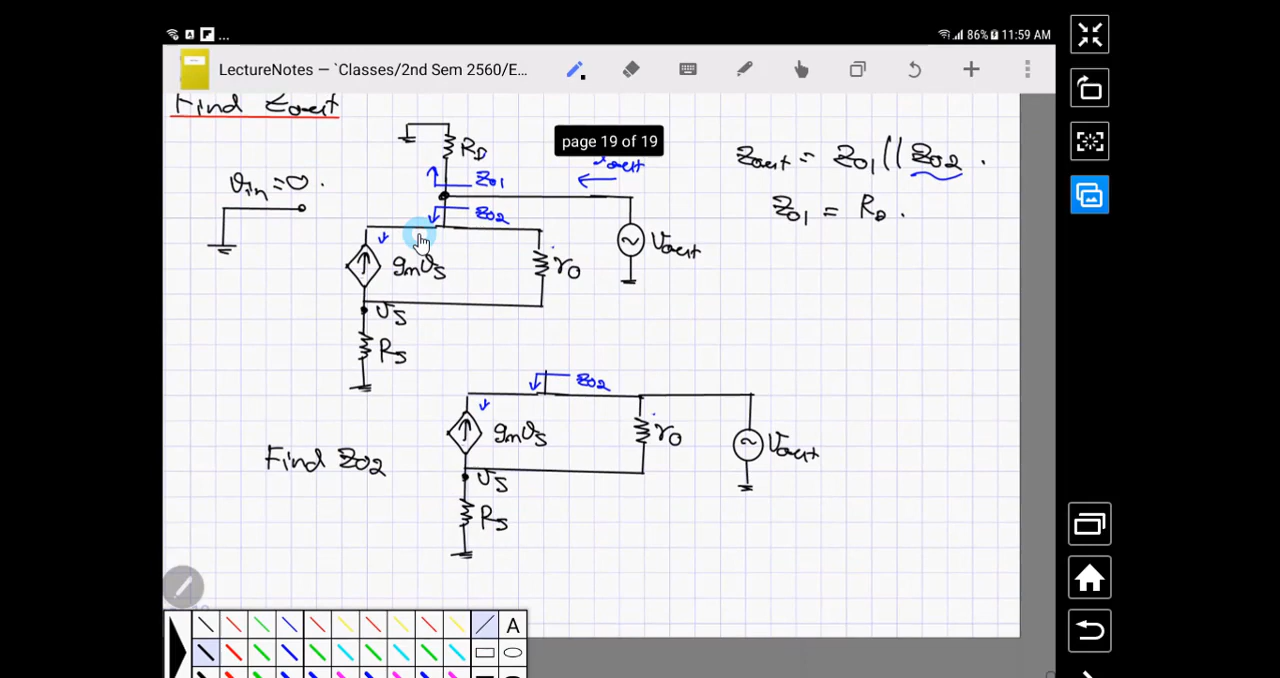 ... 86% 11:59 AM
LectureNotes — `Classes/2nd Sem 2560/E...
Find Zout
page 19 of 19
RD
iout
Zout = Z01 || Z02 .
vin = 0 .
Z01
Z01 = RD .
Z02
gmvs
ro
Vout
vs
Rs
Z02
gmvs
ro
Vout
Find Z02
vs
Rs
A